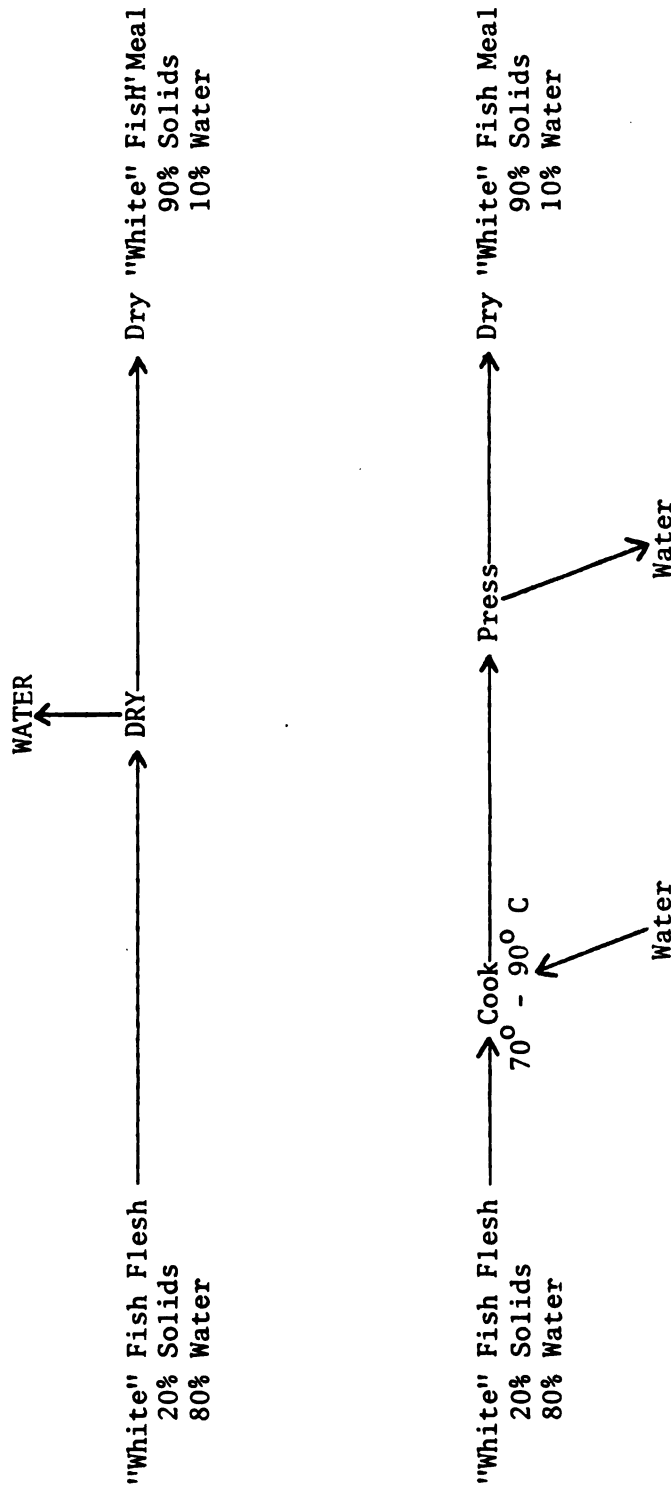 WATER
"White" Fish Flesh
20% Solids
80% Water
DRY
Dry "White" Fish' Meal
90% Solids
10% Water
"White" Fish Flesh
20% Solids
80% Water
Cook
70° - 90° C
Water
Press
Water
Dry "White" Fish Meal
90% Solids
10% Water